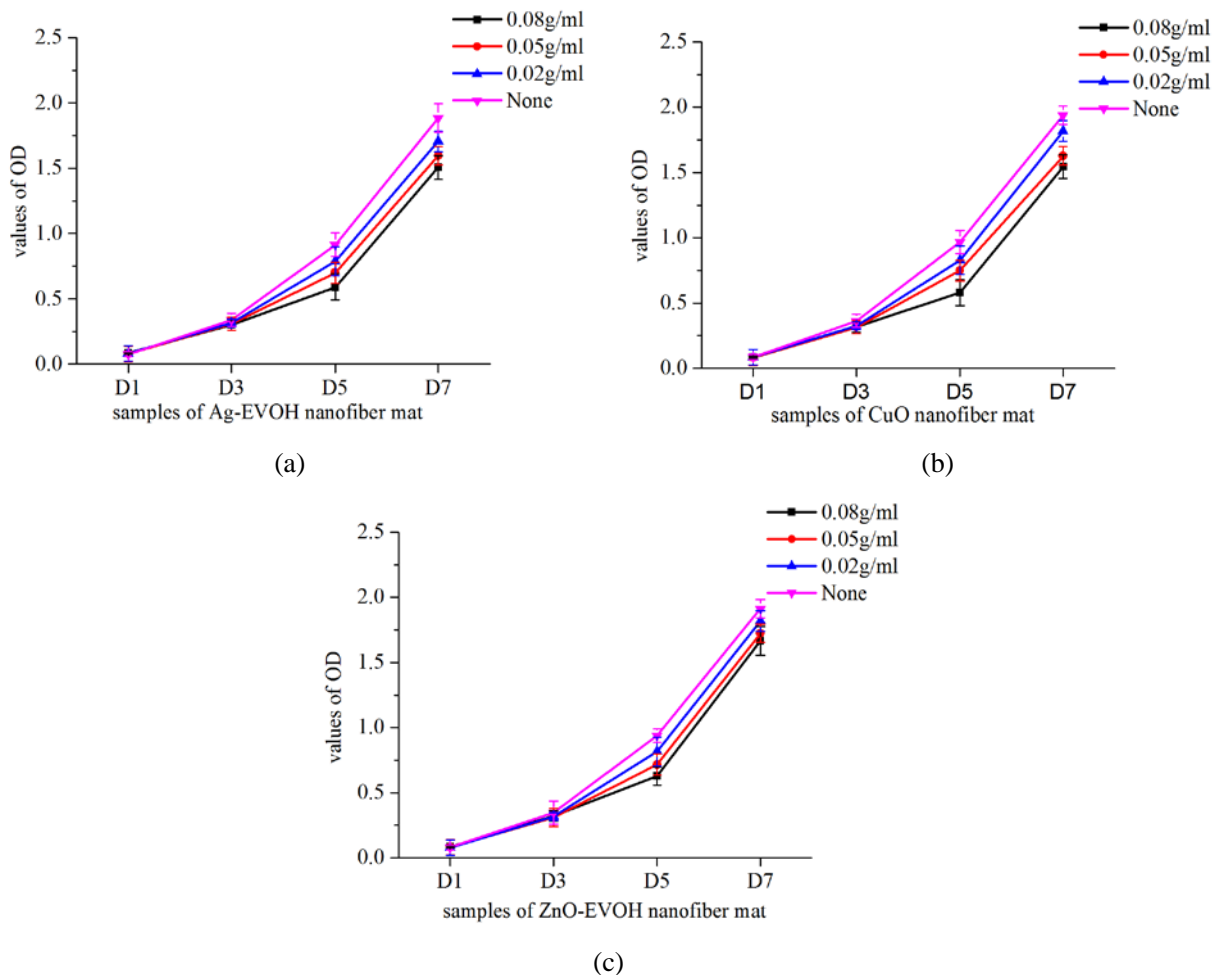 0.08g/ml
0.05g/ml
0.02g/ml
None
2.5
2.0
1.5
1.0
0.5
0.0
values of OD
D1 D3 D5 D7
samples of Ag-EVOH nanofiber mat
(a)
0.08g/ml
0.05g/ml
0.02g/ml
None
2.5
2.0
1.5
1.0
0.5
0.0
values of OD
D1 D3 D5 D7
samples of CuO nanofiber mat
(b)
0.08g/ml
0.05g/ml
0.02g/ml
None
2.5
2.0
1.5
1.0
0.5
0.0
values of OD
D1 D3 D5 D7
samples of ZnO-EVOH nanofiber mat
(c)